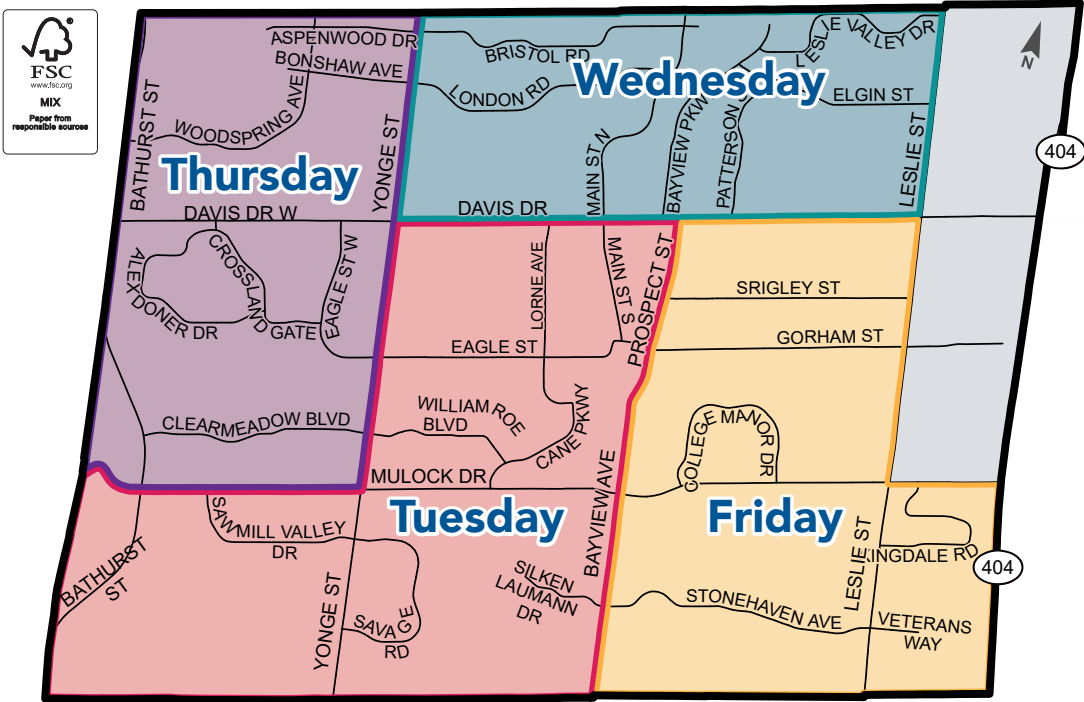 FSC
www.fsc.org
MIX
Paper from
responsible sources
ASPENWOOD DR
BONSHAW AVE
WOODSPRING AVE
BATHURST ST
YONGE ST
Thursday
DAVIS DR W
CROSSLAND
GATE
ALEX DONER DR
EAGLE ST W
CLEARMEADOW BLVD
BRISTOL RD
LONDON RD
LESLIE VALLEY DR
Wednesday
ELGIN ST
MAIN ST N
BAYVIEW PKWY
PATTERSON
LESLIE ST
DAVIS DR
N
404
LORNE AVE
MAIN ST S
PROSPECT ST
EAGLE ST
WILLIAM ROE
BLVD
CANE PKWY
MULOCK DR
BAYVIEW AVE
Tuesday
SAWMILL VALLEY
DR
BATHURST
ST
YONGE ST
SAVAGE
RD
SILKEN
LAUMANN
DR
SRIGLEY ST
GORHAM ST
COLLEGE MANOR DR
Friday
LESLIE ST
KINGDALE RD
404
STONEHAVEN AVE
VETERANS
WAY